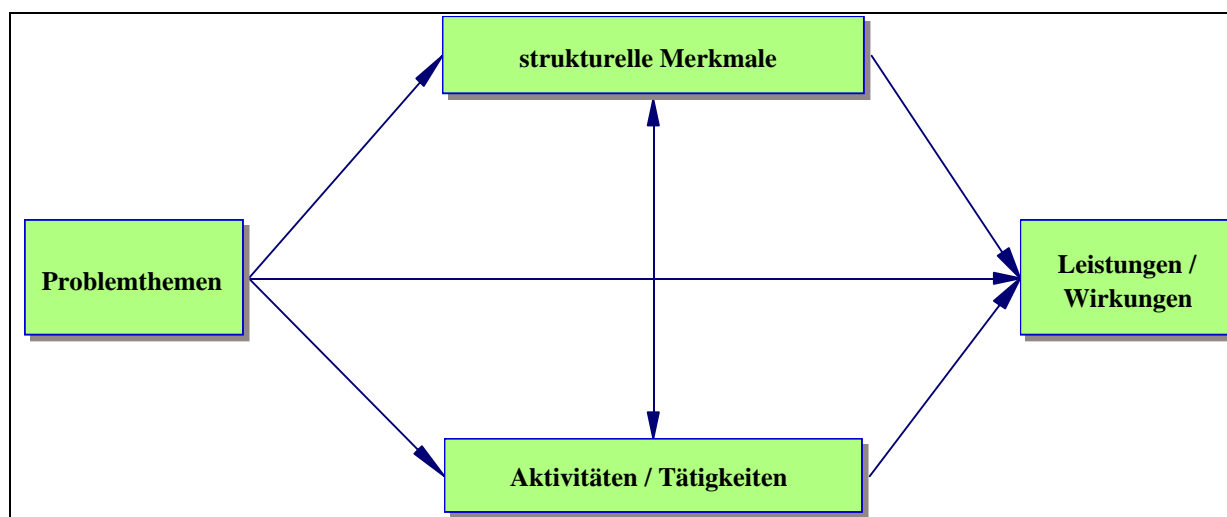 strukturelle Merkmale
Problemthemen
Leistungen /
Wirkungen
Aktivitäten / Tätigkeiten